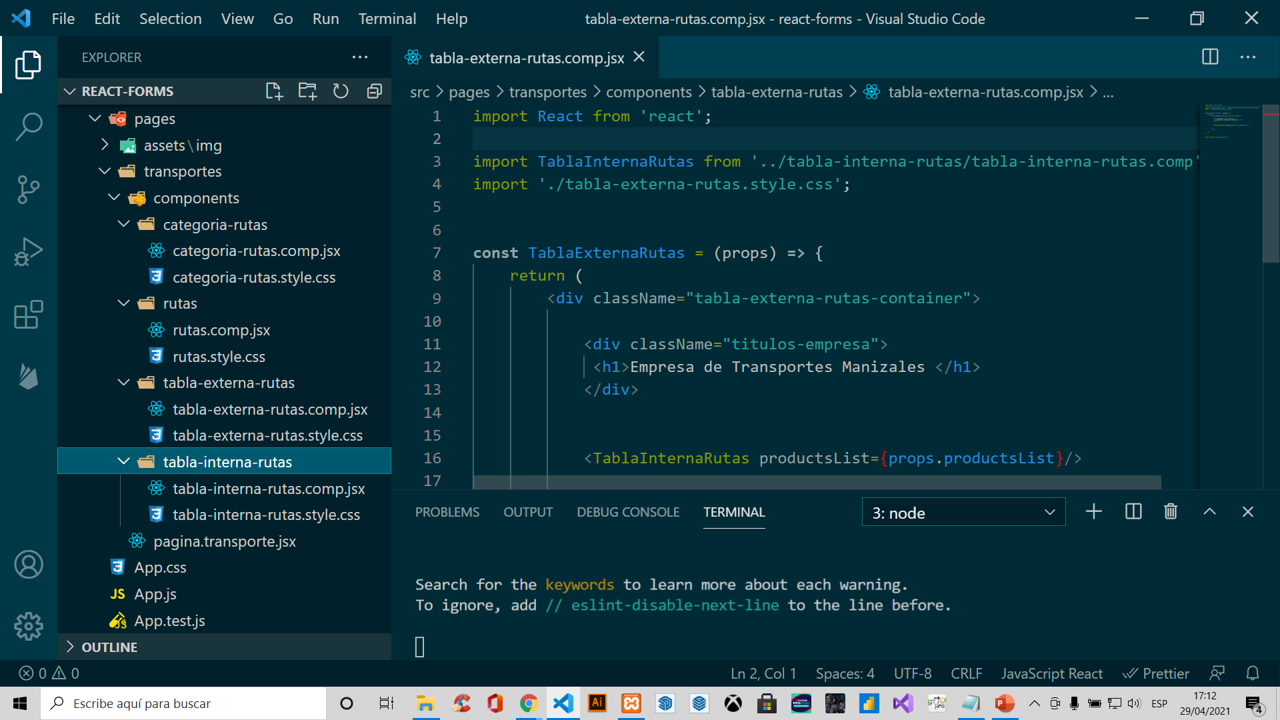 File Edit Selection View Go Run Terminal Help tabla-externa-rutas.comp.jsx - react-forms - Visual Studio Code
EXPLORER
REACT-FORMS
pages
assets\img
transportes
components
categoria-rutas
categoria-rutas.comp.jsx
categoria-rutas.style.css
rutas
rutas.comp.jsx
rutas.style.css
tabla-externa-rutas
tabla-externa-rutas.comp.jsx
tabla-externa-rutas.style.css
tabla-interna-rutas
tabla-interna-rutas.comp.jsx
tabla-interna-rutas.style.css
pagina.transporte.jsx
App.css
JS App.js
App.test.js
OUTLINE
tabla-externa-rutas.comp.jsx
src > pages > transportes > components > tabla-externa-rutas > tabla-externa-rutas.comp.jsx > ...
1 import React from 'react';
2
3 import TablaInternaRutas from '../tabla-interna-rutas/tabla-interna-rutas.comp'
4 import './tabla-externa-rutas.style.css';
5
6
7 const TablaExternaRutas = (props) => {
8 return (
9 <div className="tabla-externa-rutas-container">
10
11 <div className="titulos-empresa">
12 <h1>Empresa de Transportes Manizales </h1>
13 </div>
14
15
16 <TablaInternaRutas productsList={props.productsList}/>
17
PROBLEMS OUTPUT DEBUG CONSOLE TERMINAL 3: node
Search for the keywords to learn more about each warning.
To ignore, add // eslint-disable-next-line to the line before.
0 0 Ln 2, Col 1 Spaces: 4 UTF-8 CRLF JavaScript React Prettier
Escribe aquí para buscar
Ai
ESP
17:12
29/04/2021
4